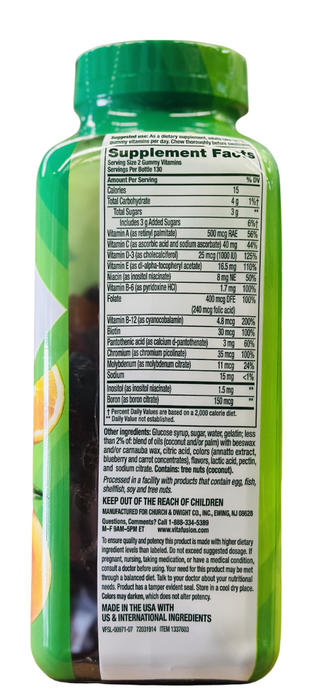 Suggested use: As a dietary supplement, adults take two
gummy vitamins per day. Chew thoroughly before swallowing.
Supplement Facts
Serving Size 2 Gummy Vitamins
Servings Per Bottle 130
Amount Per Serving % DV
Calories 15
Total Carbohydrate 4 g 1%†
Total Sugars 3 g **
Includes 3 g Added Sugars 6%†
Vitamin A (as retinyl palmitate) 500 mcg RAE 56%
Vitamin C (as ascorbic acid and sodium ascorbate) 40 mg 44%
Vitamin D-3 (as cholecalciferol) 25 mcg (1000 IU) 125%
Vitamin E (as dl-alpha-tocopheryl acetate) 16.5 mg 110%
Niacin (as inositol niacinate) 8 mg NE 50%
Vitamin B-6 (as pyridoxine HCl) 1.7 mg 100%
Folate 400 mcg DFE 100%
(240 mcg folic acid)
Vitamin B-12 (as cyanocobalamin) 4.8 mcg 200%
Biotin 30 mcg 100%
Pantothenic acid (as calcium d-pantothenate) 3 mg 60%
Chromium (as chromium picolinate) 35 mcg 100%
Molybdenum (as molybdenum citrate) 11 mcg 24%
Sodium 15 mg <1%
Inositol (as inositol niacinate) 1.5 mg **
Boron (as boron citrate) 150 mcg **
† Percent Daily Values are based on a 2,000 calorie diet.
** Daily Value not established.
Other ingredients: Glucose syrup, sugar, water, gelatin; less
than 2% of: blend of oils (coconut and/or palm) with beeswax
and/or carnauba wax, citric acid, colors (annatto extract,
blueberry and carrot concentrates), flavors, lactic acid, pectin,
and sodium citrate. Contains: tree nuts (coconut).
Processed in a facility with products that contain egg, fish,
shellfish, soy and tree nuts.
KEEP OUT OF THE REACH OF CHILDREN
MANUFACTURED FOR CHURCH & DWIGHT CO., INC., EWING, NJ 08628
Questions, Comments? Call 1-888-334-5389
M-F 9AM-5PM ET www.vitafusion.com
To ensure quality and potency this product is made with higher dietary
ingredient levels than labeled. Do not exceed suggested dosage. If
pregnant, nursing, taking medication, or have a medical condition,
consult a doctor before using. Your need for this product may be met
through a balanced diet. Talk to your doctor about your nutritional
needs. Product has a tamper evident seal. Store in a cool dry place.
Colors may darken, which does not alter potency.
MADE IN THE USA WITH
US & INTERNATIONAL INGREDIENTS
VFSL-00971-07 72031914 ITEM 1337603